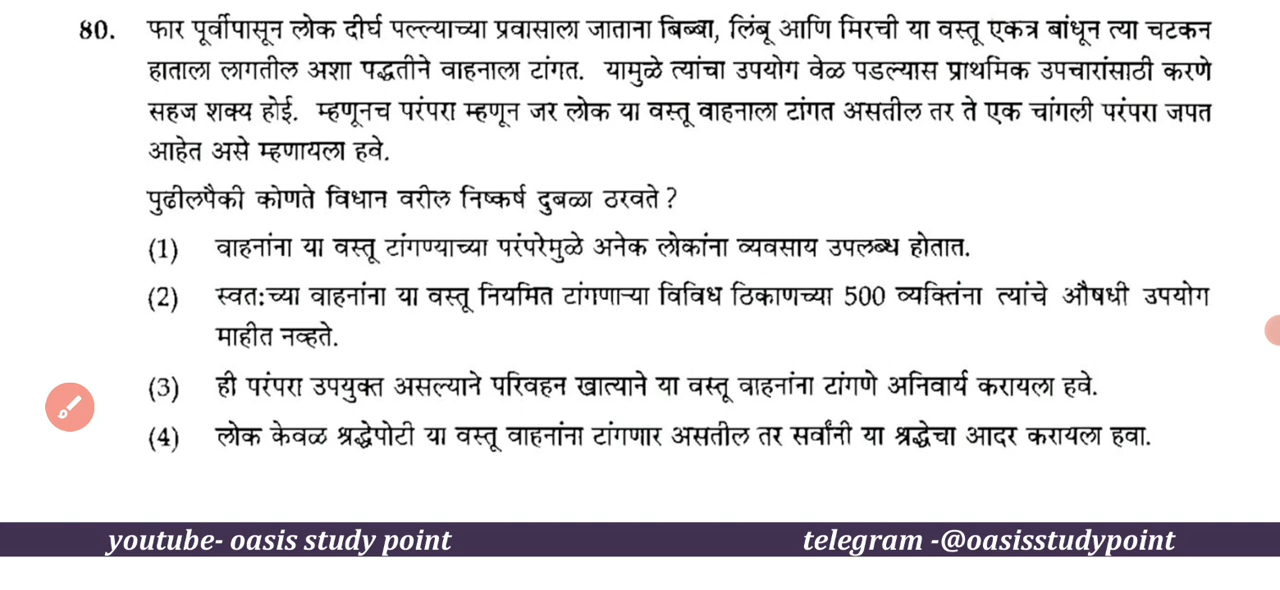 80. फार पूर्वीपासून लोक दीर्घ पल्ल्याच्या प्रवासाला जाताना बिब्बा, लिंबू आणि मिरची या वस्तू एकत्र बांधून त्या चटकन
हाताला लागतील अशा पद्धतीने वाहनाला टांगत. यामुळे त्यांचा उपयोग वेळ पडल्यास प्राथमिक उपचारांसाठी करणे
सहज शक्य होई. म्हणूनच परंपरा म्हणून जर लोक या वस्तू वाहनाला टांगत असतील तर ते एक चांगली परंपरा जपत
आहेत असे म्हणायला हवे.
पुढीलपैकी कोणते विधान वरील निष्कर्ष दुबळा ठरवते ?
(1) वाहनांना या वस्तू टांगण्याच्या परंपरेमुळे अनेक लोकांना व्यवसाय उपलब्ध होतात.
(2) स्वतःच्या वाहनांना या वस्तू नियमित टांगणाऱ्या विविध ठिकाणच्या 500 व्यक्तिंना त्यांचे औषधी उपयोग
माहीत नव्हते.
(3) ही परंपरा उपयुक्त असल्याने परिवहन खात्याने या वस्तू वाहनांना टांगणे अनिवार्य करायला हवे.
(4) लोक केवळ श्रद्धेपोटी या वस्तू वाहनांना टांगणार असतील तर सर्वांनी या श्रद्धेचा आदर करायला हवा.
youtube- oasis study point telegram -@oasisstudypoint